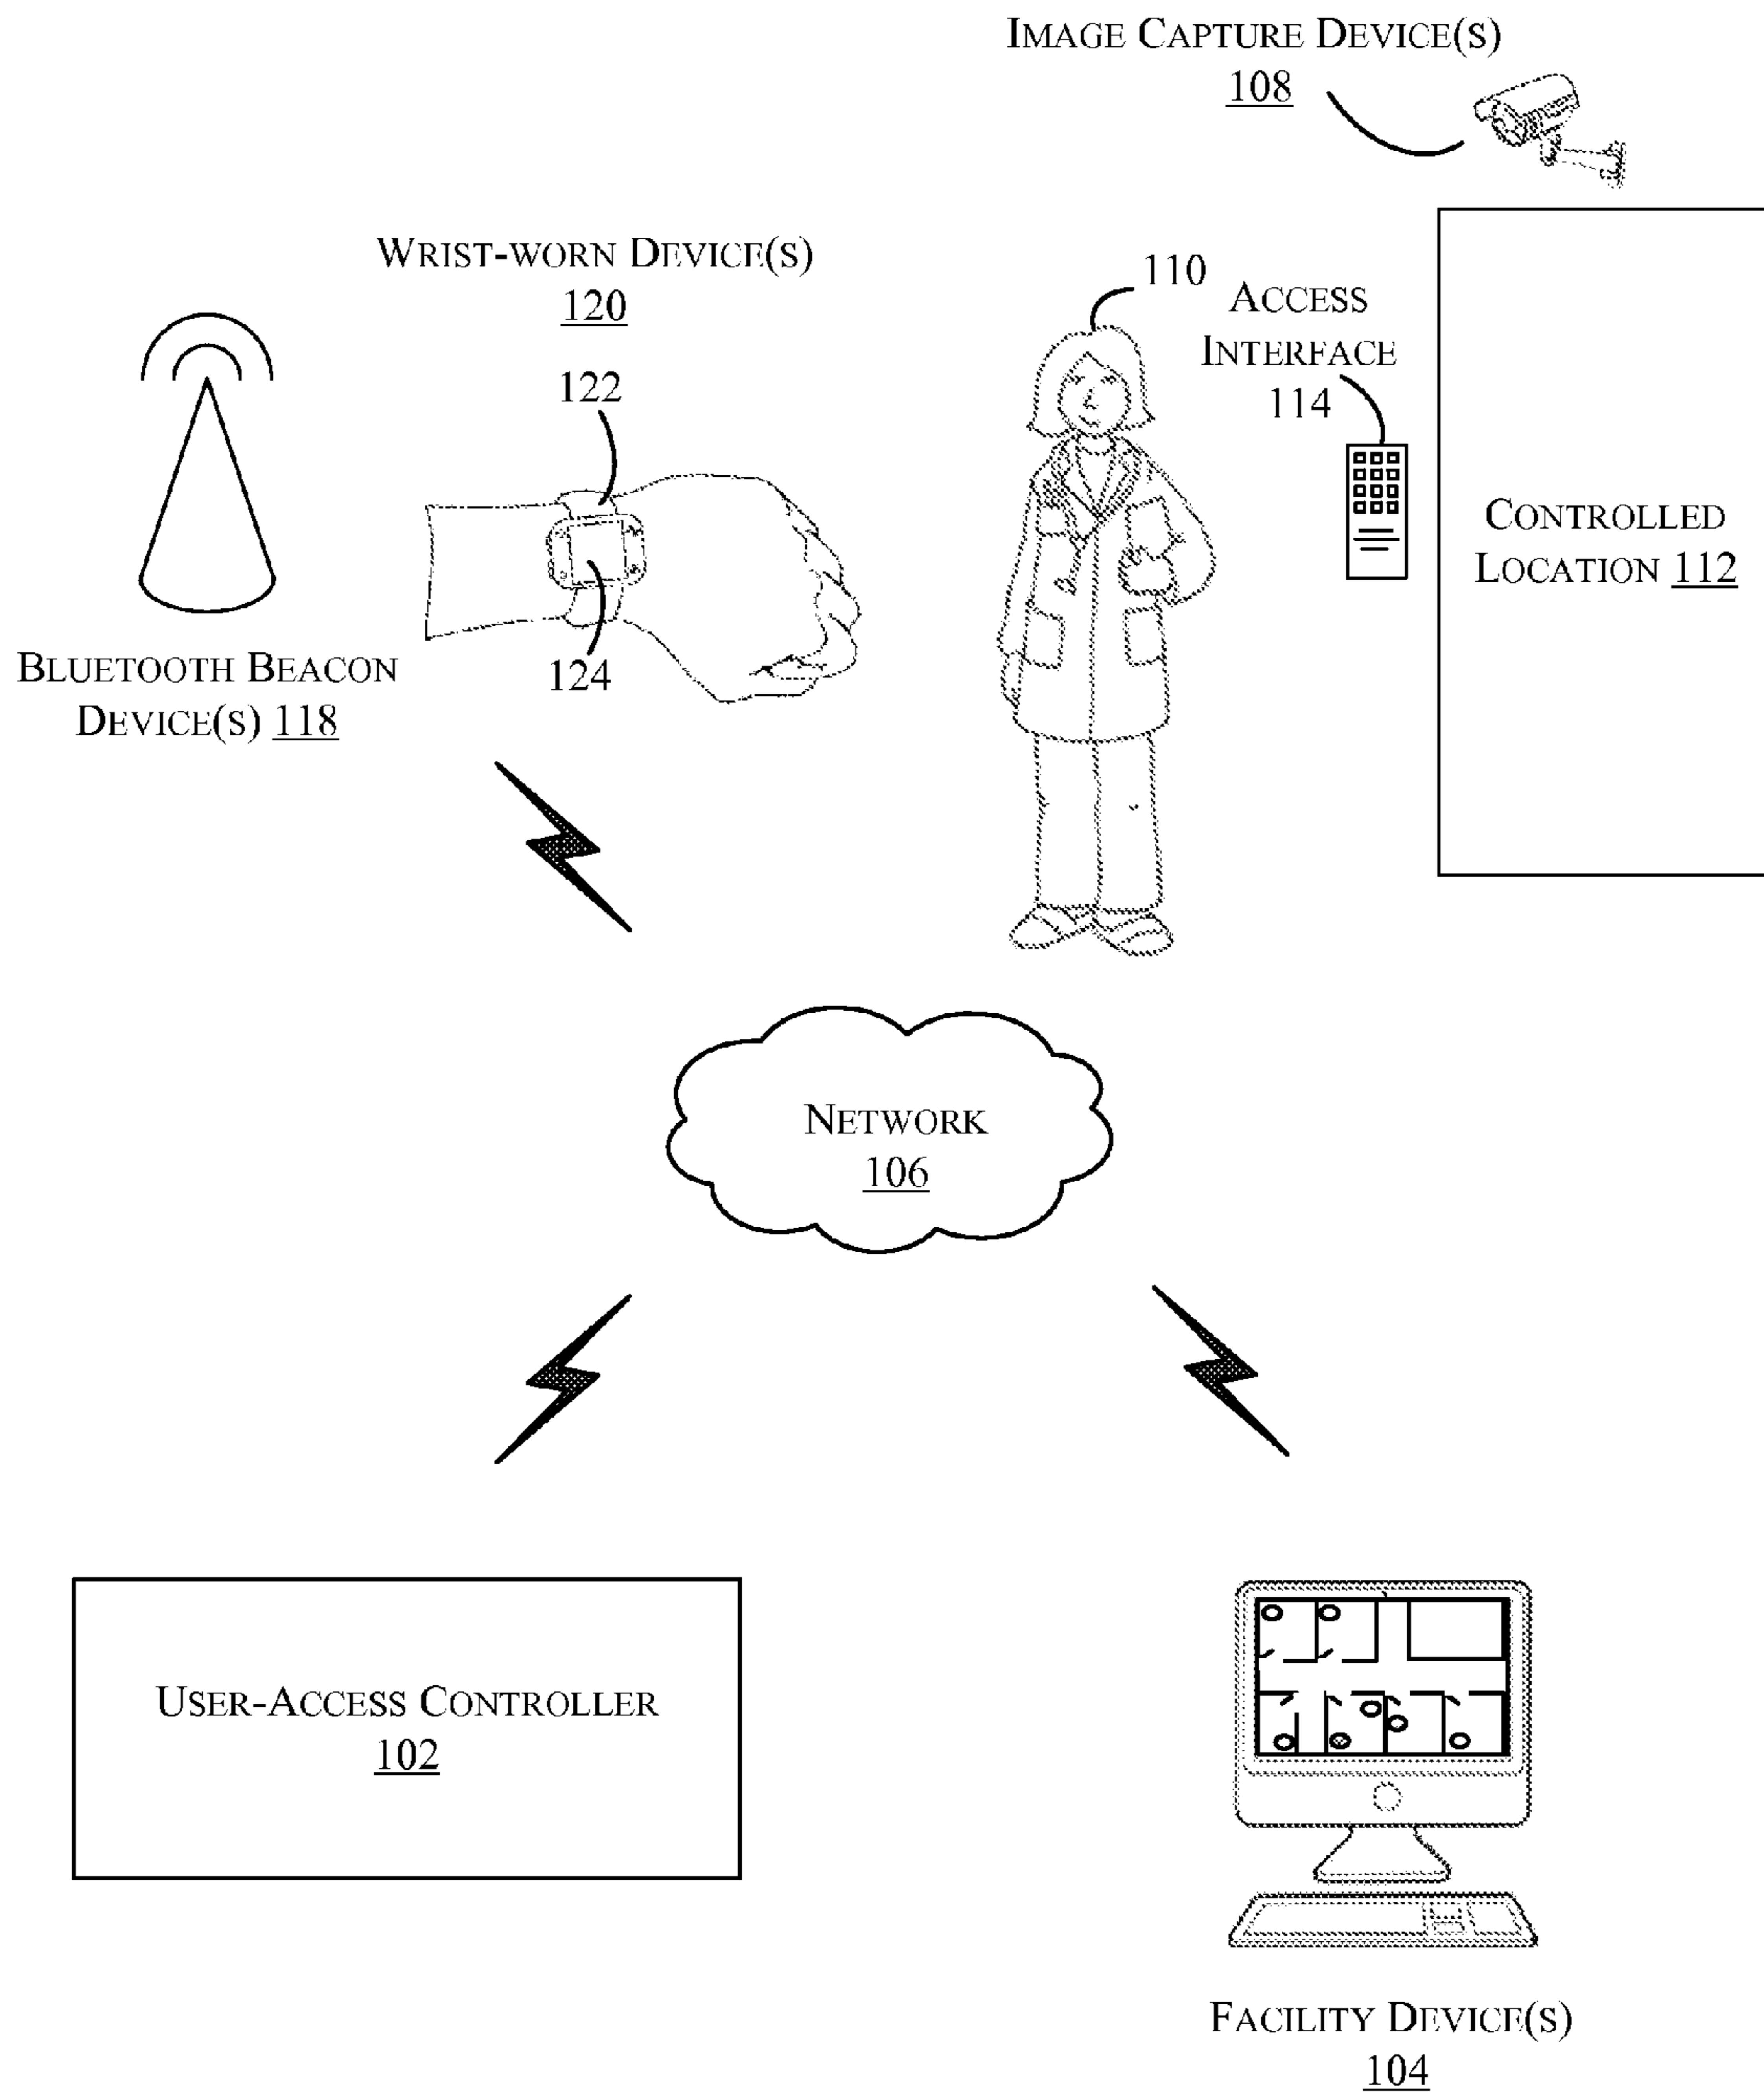 IMAGE CAPTURE DEVICE(S)
108
WRIST-WORN DEVICE(S)
120
122
124
BLUETOOTH BEACON
DEVICE(S) 118
110
ACCESS
INTERFACE
114
CONTROLLED
LOCATION 112
NETWORK
106
USER-ACCESS CONTROLLER
102
FACILITY DEVICE(S)
104